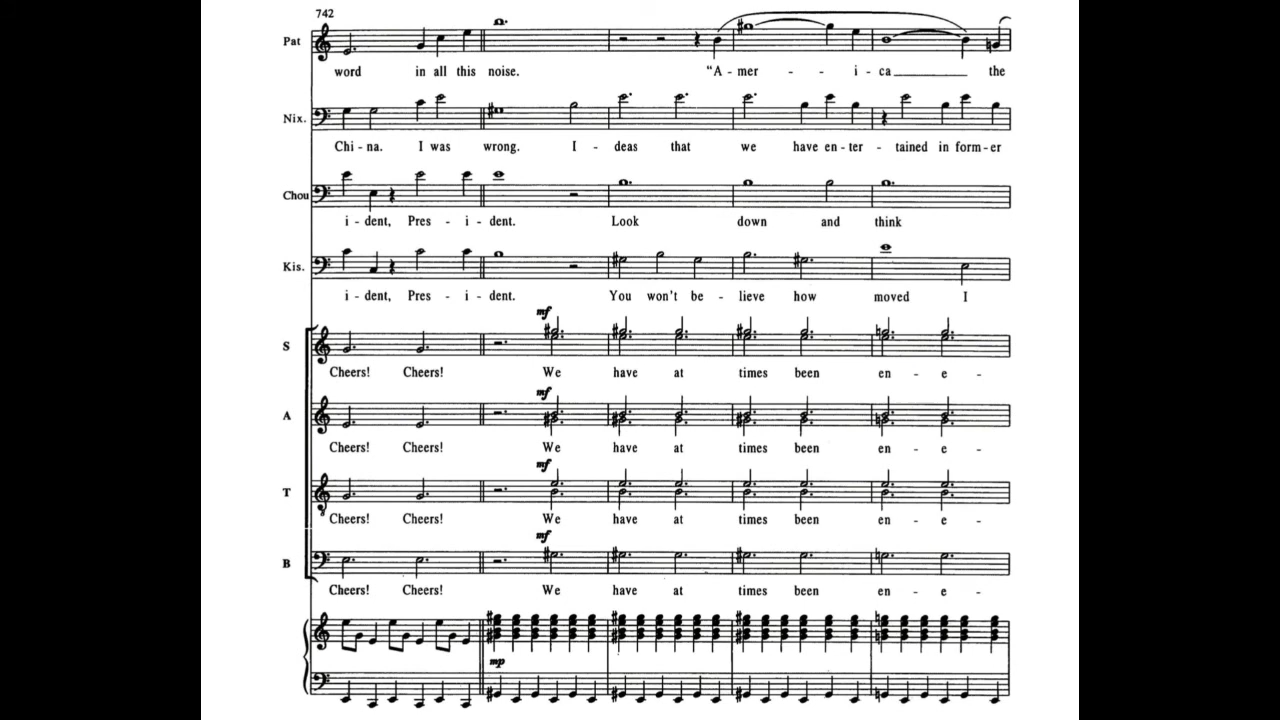 742
Pat
word in all this noise. “A - mer - - i - ca the
Nix.
Chi - na. I was wrong. I - deas that we have en - ter - tained in form - er
Chou
i - dent, Pres - i - dent. Look down and think
Kis.
i - dent, Pres - i - dent. You won't be - lieve how moved I
mf
S
Cheers! Cheers! We have at times been en - e -
mf
A
Cheers! Cheers! We have at times been en - e -
mf
T
8
Cheers! Cheers! We have at times been en - e -
mf
B
Cheers! Cheers! We have at times been en - e -
mp